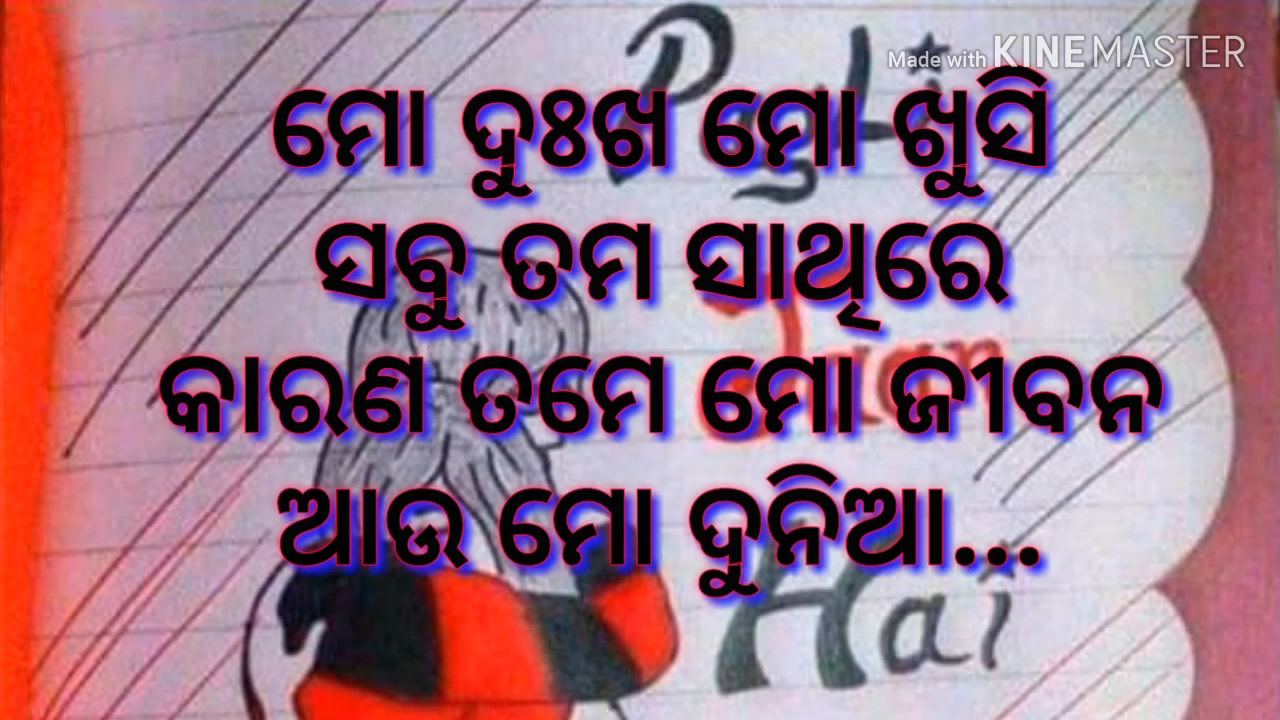 Made with KINEMASTER
ମୋ ଦୁଃଖ ମୋ ଖୁସି
ସବୁ ତମ ସାଥିରେ
କାରଣ ତମେ ମୋ ଜୀବନ
ଆଉ ମୋ ଦୁନିଆ...
Hai